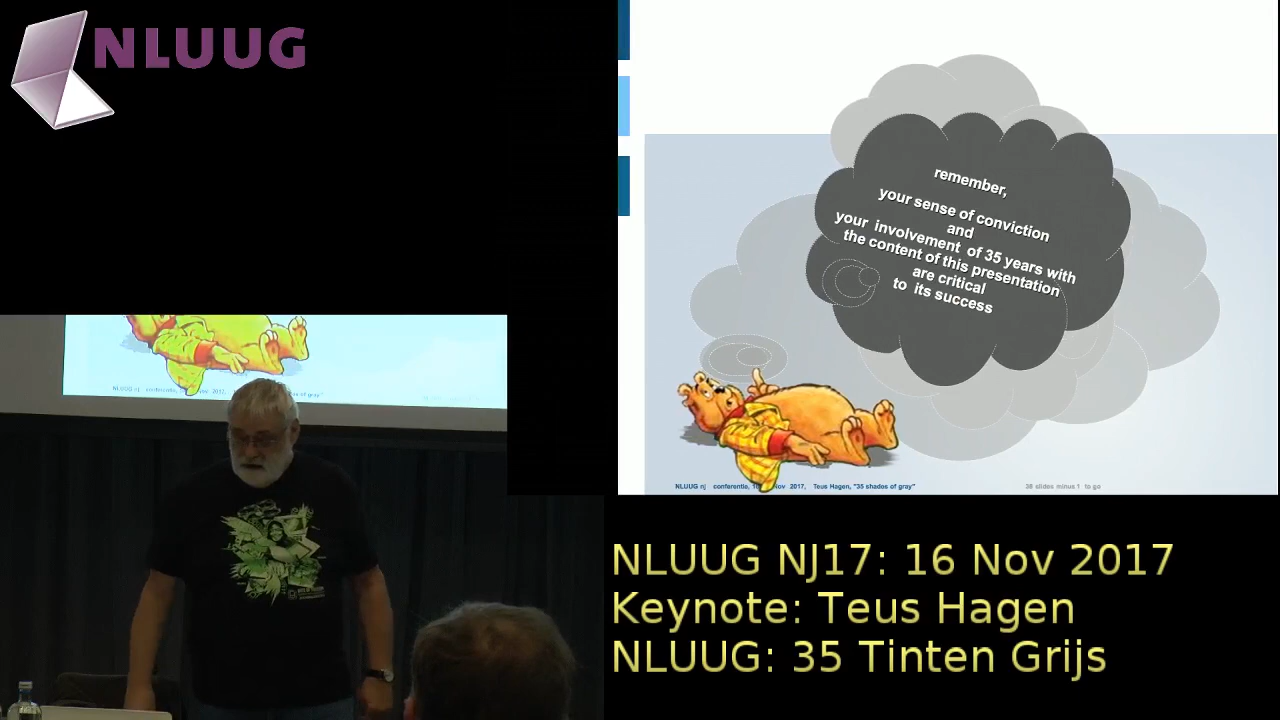 NLUUG
remember,
your sense of conviction
and
your involvement of 35 years with
the content of this presentation
are critical
to its success
NLUUG nj conferentie, Nov 2017, Teus Hagen, "35 shades of gray"
36 slides minus 1 to go
NLUUG NJ17: 16 Nov 2017
Keynote: Teus Hagen
NLUUG: 35 Tinten Grijs